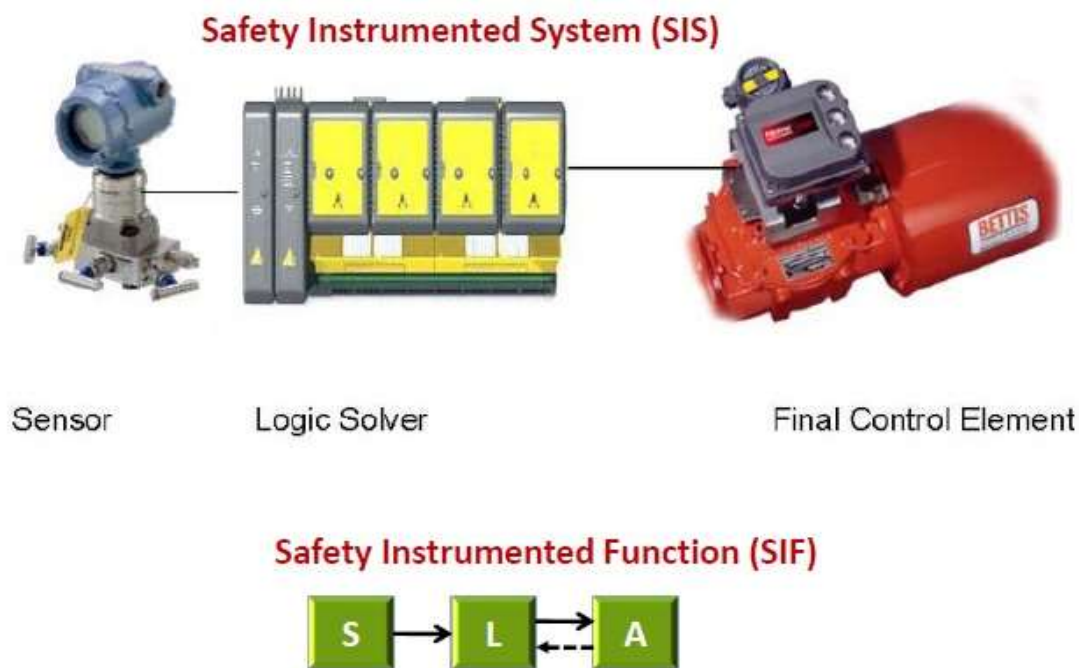 Safety Instrumented System (SIS)
BETTIS
Sensor
Logic Solver
Final Control Element
Safety Instrumented Function (SIF)
S
L
A